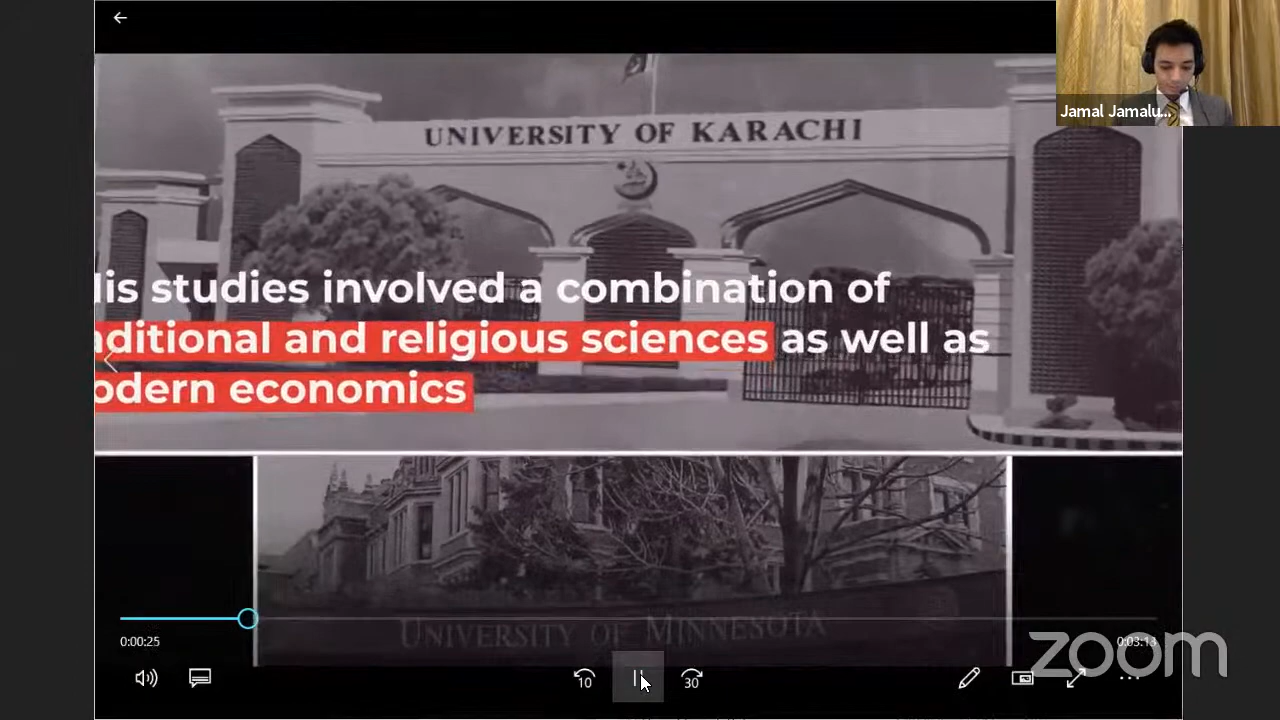 Jamal Jamalu...
UNIVERSITY OF KARACHI
is studies involved a combination of
aditional and religious sciences as well as
odern economics
UNIVERSITY OF MINNESOTA
0:00:25
0:03:13
10
30
zoom